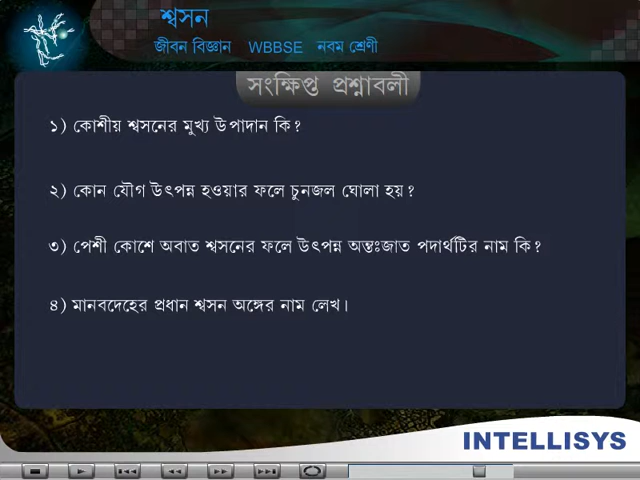 শ্বসন
জীবন বিজ্ঞান WBBSE নবম শ্রেণী
সংক্ষিপ্ত প্রশ্নাবলী
১) কোশীয় শ্বসনের মুখ্য উপাদান কি?
২) কোন যৌগ উৎপন্ন হওয়ার ফলে চুনজল ঘোলা হয়?
৩) পেশী কোশে অবাত শ্বসনের ফলে উৎপন্ন অন্তঃজাত পদার্থটির নাম কি?
৪) মানবদেহের প্রধান শ্বসন অঙ্গের নাম লেখ।
INTELLISYS